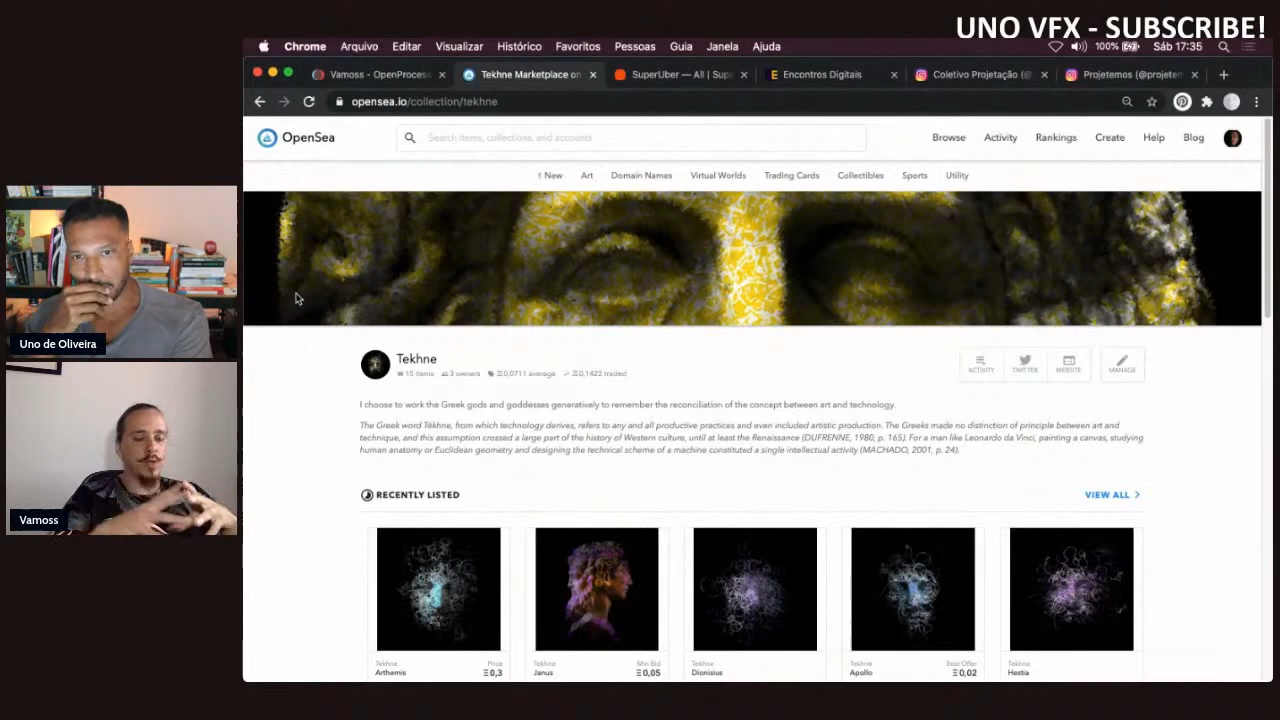 UNO VFX - SUBSCRIBE!
Chrome Arquivo Editar Visualizar Histórico Favoritos Pessoas Guia Janela Ajuda 100% Sáb 17:35
Vamoss - OpenProcess Tekhne Marketplace on SuperUber — All | Supe Encontros Digitais Coletivo Projetação (@ Projetemos (@projetem
opensea.io/collection/tekhne
OpenSea Search items, collections, and accounts Browse Activity Rankings Create Help Blog
New Art Domain Names Virtual Worlds Trading Cards Collectibles Sports Utility
Uno de Oliveira
Tekhne
15 items 3 owners Ξ0,0711 average Ξ0,1422 traded
ACTIVITY TWITTER WEBSITE MANAGE
I choose to work the Greek gods and goddesses generatively to remember the reconciliation of the concept between art and technology.
The Greek word Tékhne, from which technology derives, refers to any and all productive practices and even included artistic production. The Greeks made no distinction of principle between art and
technique, and this assumption crossed a large part of the history of Western culture, until at least the Renaissance (DUFRENNE, 1980, p. 165). For a man like Leonardo da Vinci, painting a canvas, studying
human anatomy or Euclidean geometry and designing the technical scheme of a machine constituted a single intellectual activity (MACHADO, 2001, p. 24).
RECENTLY LISTED VIEW ALL
Vamoss
Tekhne Price Tekhne Min Bid Tekhne Tekhne Best Offer Tekhne
Arthemis Ξ0,3 Janus Ξ0,05 Dionisius Apollo Ξ0,02 Hestia